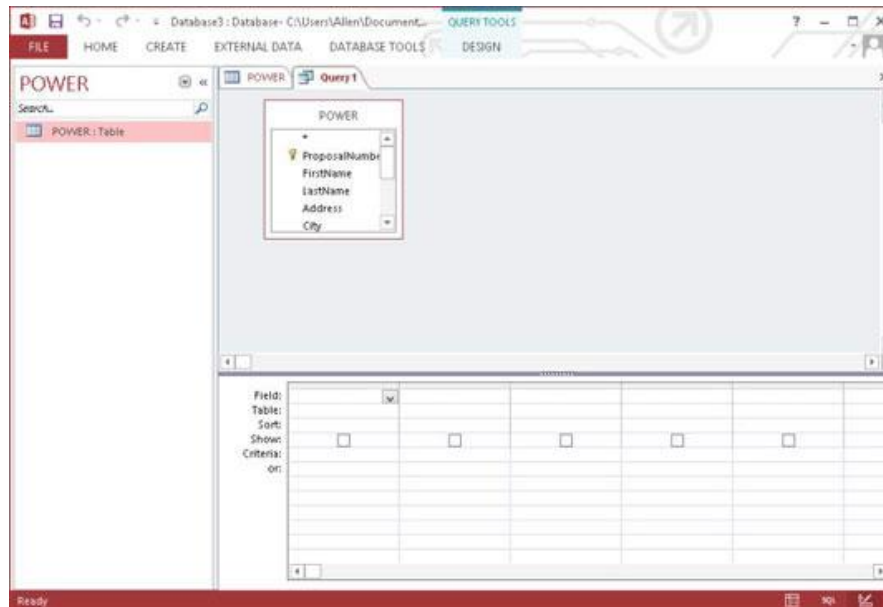 Database3 : Database- C:\Users\Allen\Document... QUERY TOOLS ?
FILE HOME CREATE EXTERNAL DATA DATABASE TOOLS DESIGN
POWER
Search...
POWER : Table
POWER Query1
POWER
*
ProposalNumbe
FirstName
LastName
Address
City
Field:
Table:
Sort:
Show:
Criteria:
or:
Ready SQL